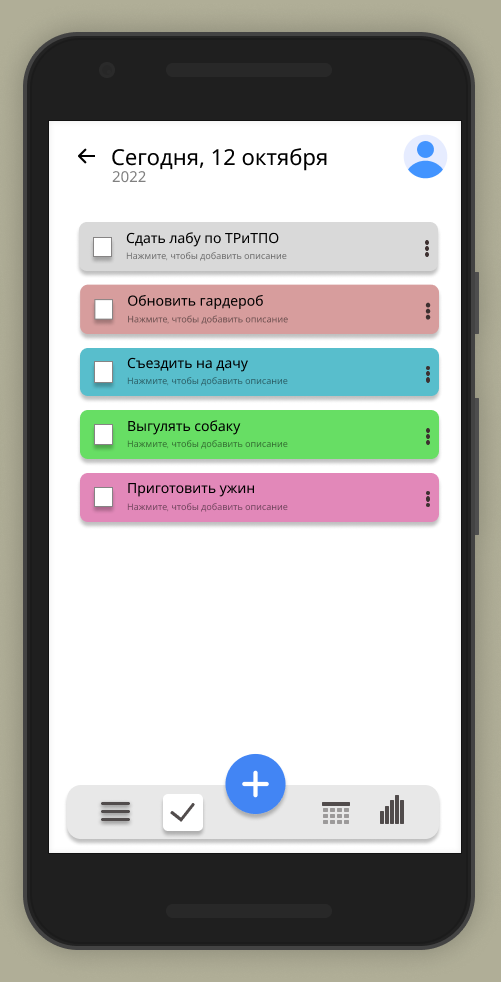 Сегодня, 12 октября
2022
Сдать лабу по ТРиТПО
Нажмите, чтобы добавить описание
Обновить гардероб
Нажмите, чтобы добавить описание
Съездить на дачу
Нажмите, чтобы добавить описание
Выгулять собаку
Нажмите, чтобы добавить описание
Приготовить ужин
Нажмите, чтобы добавить описание